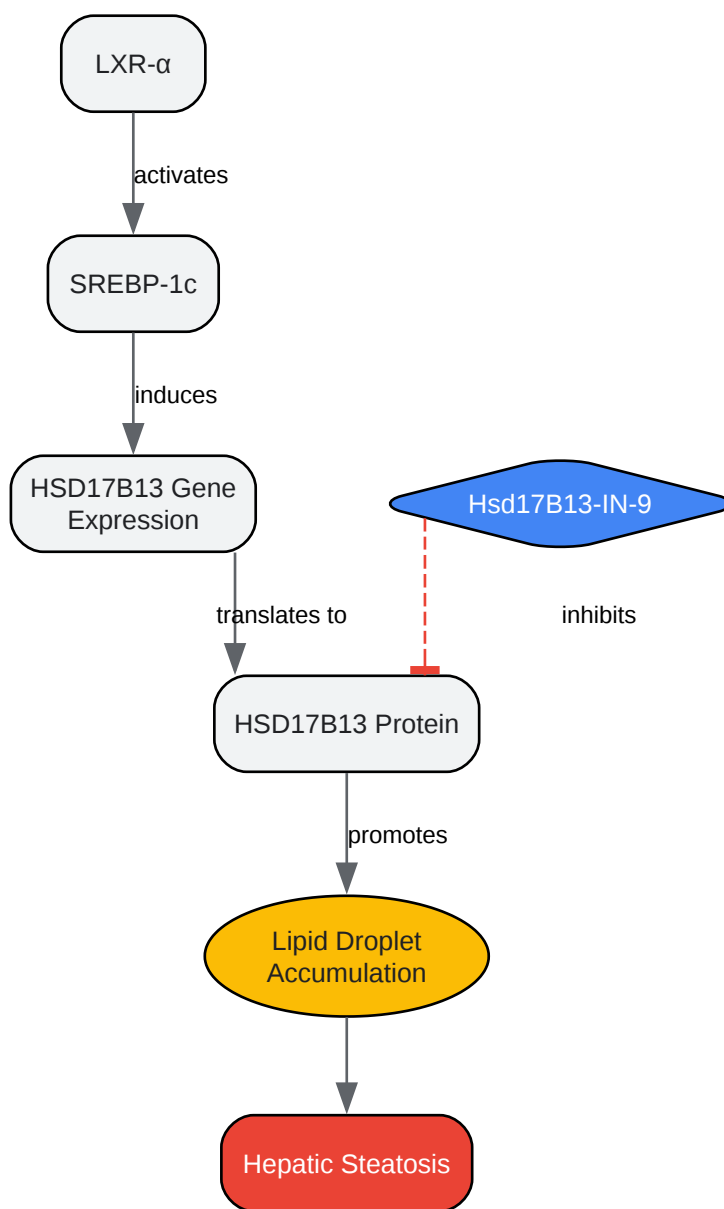 LXR-α
activates
SREBP-1c
induces
HSD17B13 Gene
Expression
Hsd17B13-IN-9
translates to
inhibits
HSD17B13 Protein
promotes
Lipid Droplet
Accumulation
Hepatic Steatosis